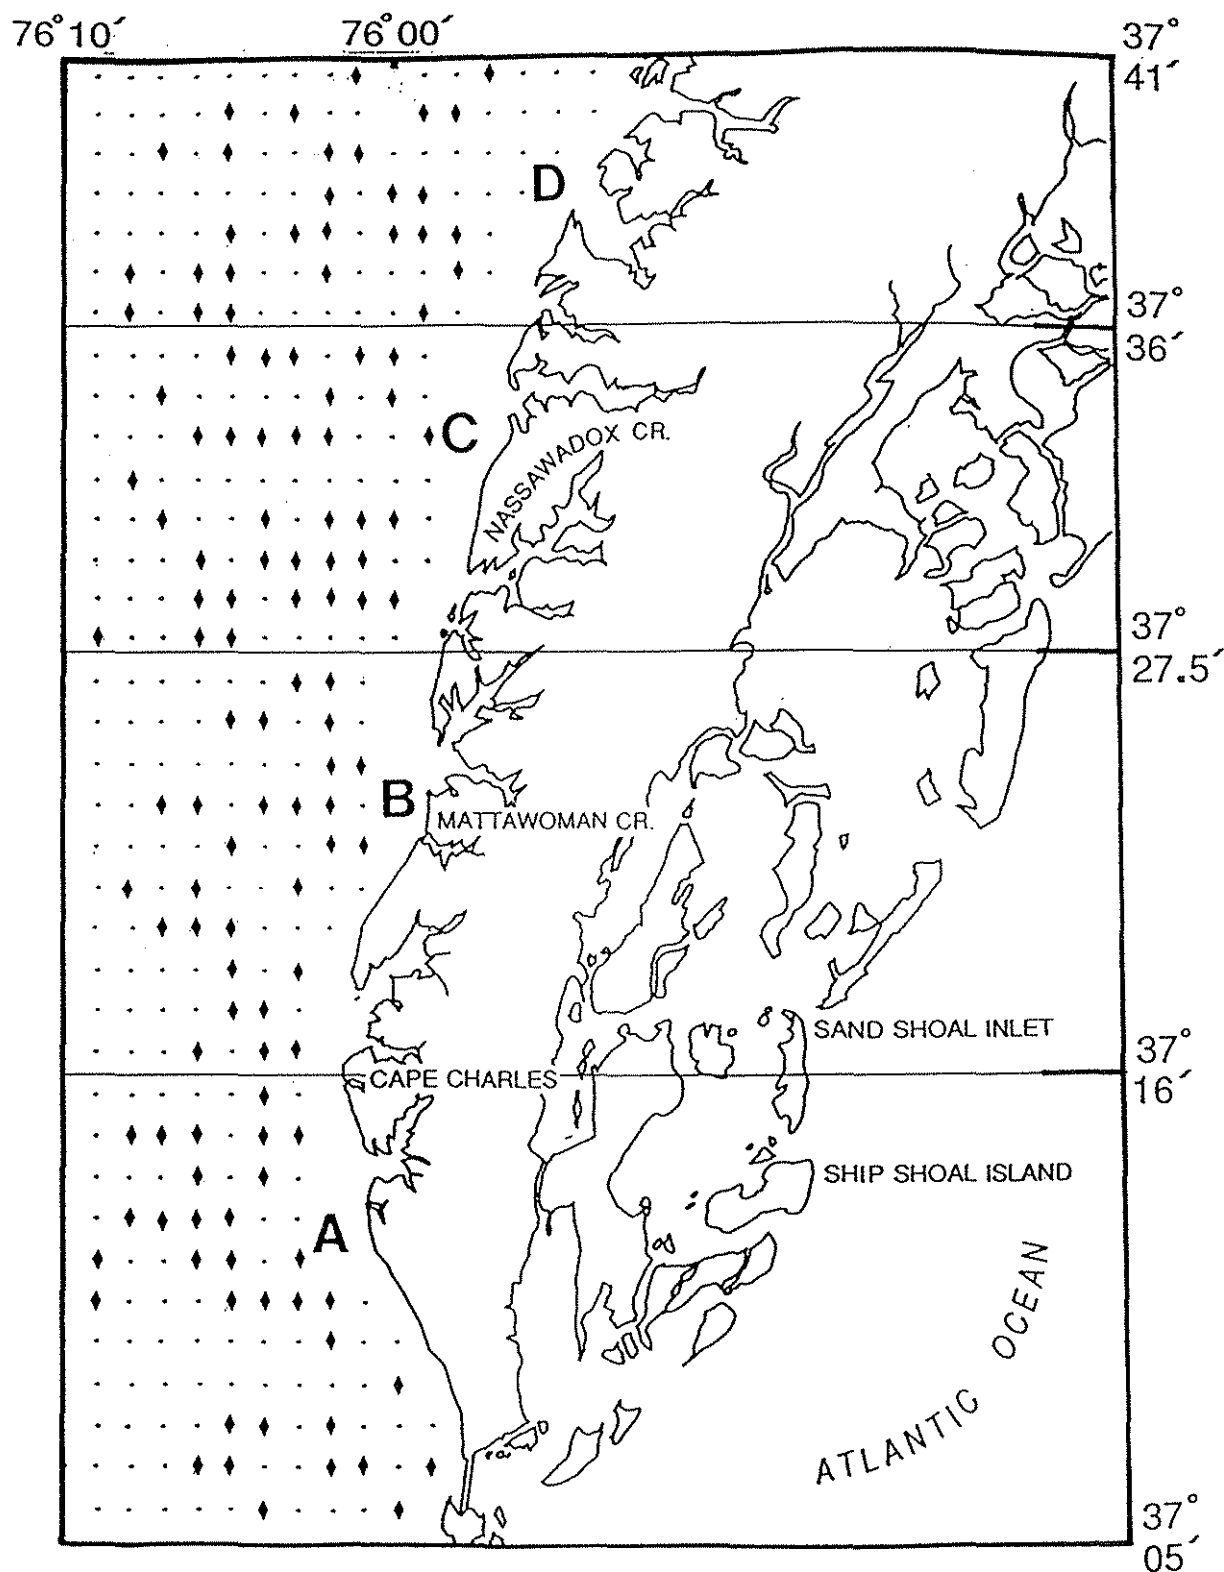 76°10′
76°00′
37°
41′
D
37°
36′
C
NASSAWADOX CR.
37°
27.5′
B
MATTAWOMAN CR.
SAND SHOAL INLET
37°
16′
CAPE CHARLES
SHIP SHOAL ISLAND
A
ATLANTIC OCEAN
37°
05′